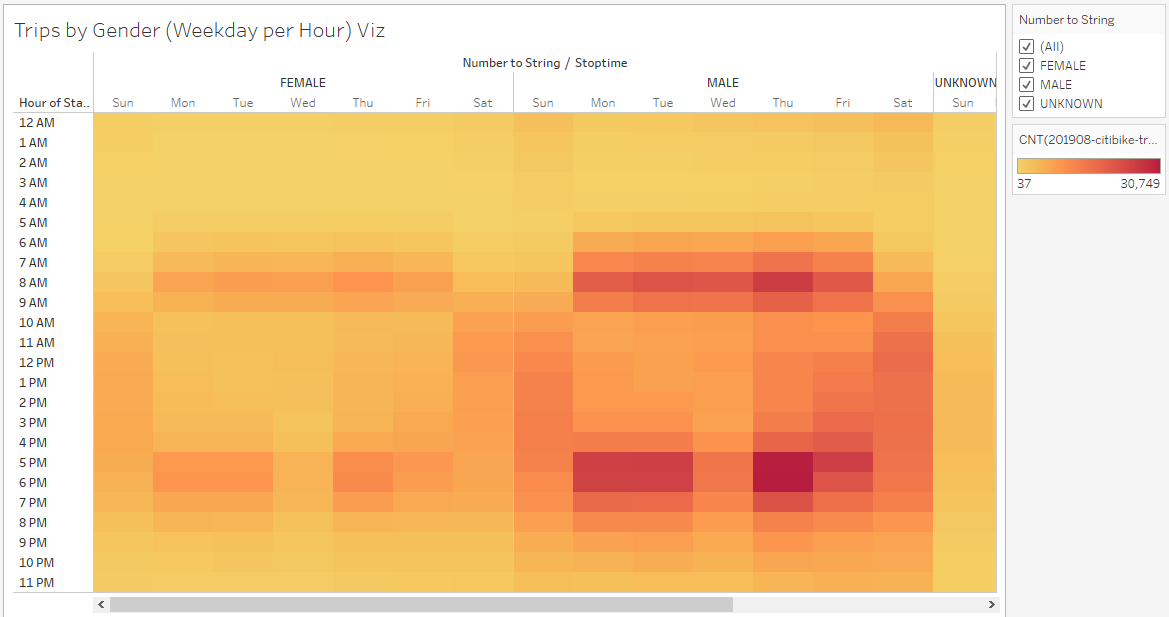 Trips by Gender (Weekday per Hour) Viz
Number to String / Stoptime
FEMALE MALE UNKNOWN
Hour of Sta.. Sun Mon Tue Wed Thu Fri Sat Sun Mon Tue Wed Thu Fri Sat Sun
12 AM
1 AM
2 AM
3 AM
4 AM
5 AM
6 AM
7 AM
8 AM
9 AM
10 AM
11 AM
12 PM
1 PM
2 PM
3 PM
4 PM
5 PM
6 PM
7 PM
8 PM
9 PM
10 PM
11 PM
Number to String
(All)
FEMALE
MALE
UNKNOWN
CNT(201908-citibike-tr...
37 30,749